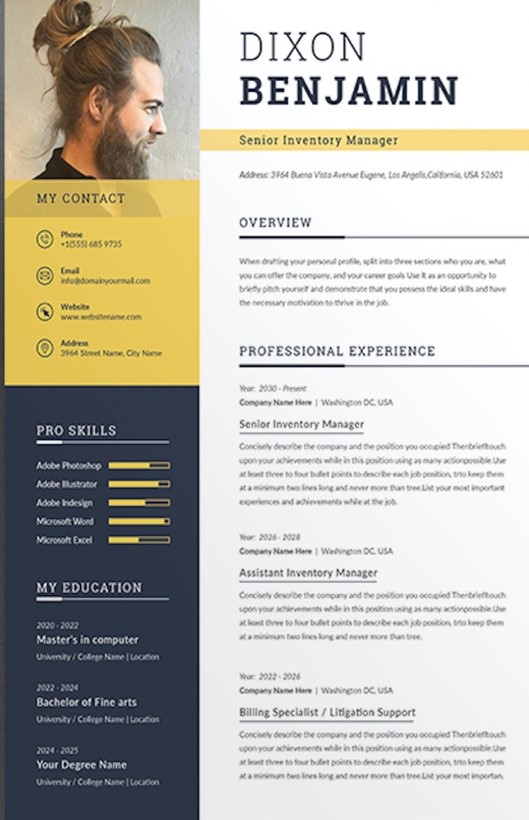 DIXON
BENJAMIN
Senior Inventory Manager
Address: 3964 Buena Vista Avenue Eugene, Los Angelis,California, USA 52601
MY CONTACT
Phone
+1(555) 685 9735
Email
info@domainyourmail.com
Website
www.websitename.com
Address
3964 Street Name, City Name
PRO SKILLS
Adobe Photoshop
Adobe Illustrator
Adobe Indesign
Microsoft Word
Microsoft Excel
MY EDUCATION
2020 - 2022
Master's in computer
University / College Name | Location
2022 - 2024
Bachelor of Fine arts
University / College Name | Location
2024 - 2025
Your Degree Name
University / College Name | Location
OVERVIEW
When drafting your personal profile, split into three sections who you are, what
you can offer the company, and your career goals Use it as an opportunity to
briefly pitch yourself and demonstrate that you possess the ideal skills and have
the necessary motivation to thrive in the job.
PROFESSIONAL EXPERIENCE
Year: 2030 - Present
Company Name Here | Washington DC, USA
Senior Inventory Manager
Concisely describe the company and the position you occupied Thenbriefltouch
upon your achievements while in this position using as many actionpossible.Use
at least three to four bullet points to describe each job position, trto keep them
at a minimum two lines long and never more than tree.List your most important
experiences and achievements while at the job.
Year: 2026 - 2028
Company Name Here | Washington DC, USA
Assistant Inventory Manager
Concisely describe the company and the position you occupied Thenbriefltouch
upon your achievements while in this position using as many actionpossible.Use
at least three to four bullet points to describe each job position, trto keep them
at a minimum two lines long and never more than tree.
Year: 2022 - 2026
Company Name Here | Washington DC, USA
Billing Specialist / Litigation Support
Concisely describe the company and the position you occupied Thenbriefltouch
upon your achievements while in this position using as many actionpossible.Use
at least three to four bullet points to describe each job position, trto keep them
at a minimum two lines long and never more than tree.List your most importan.